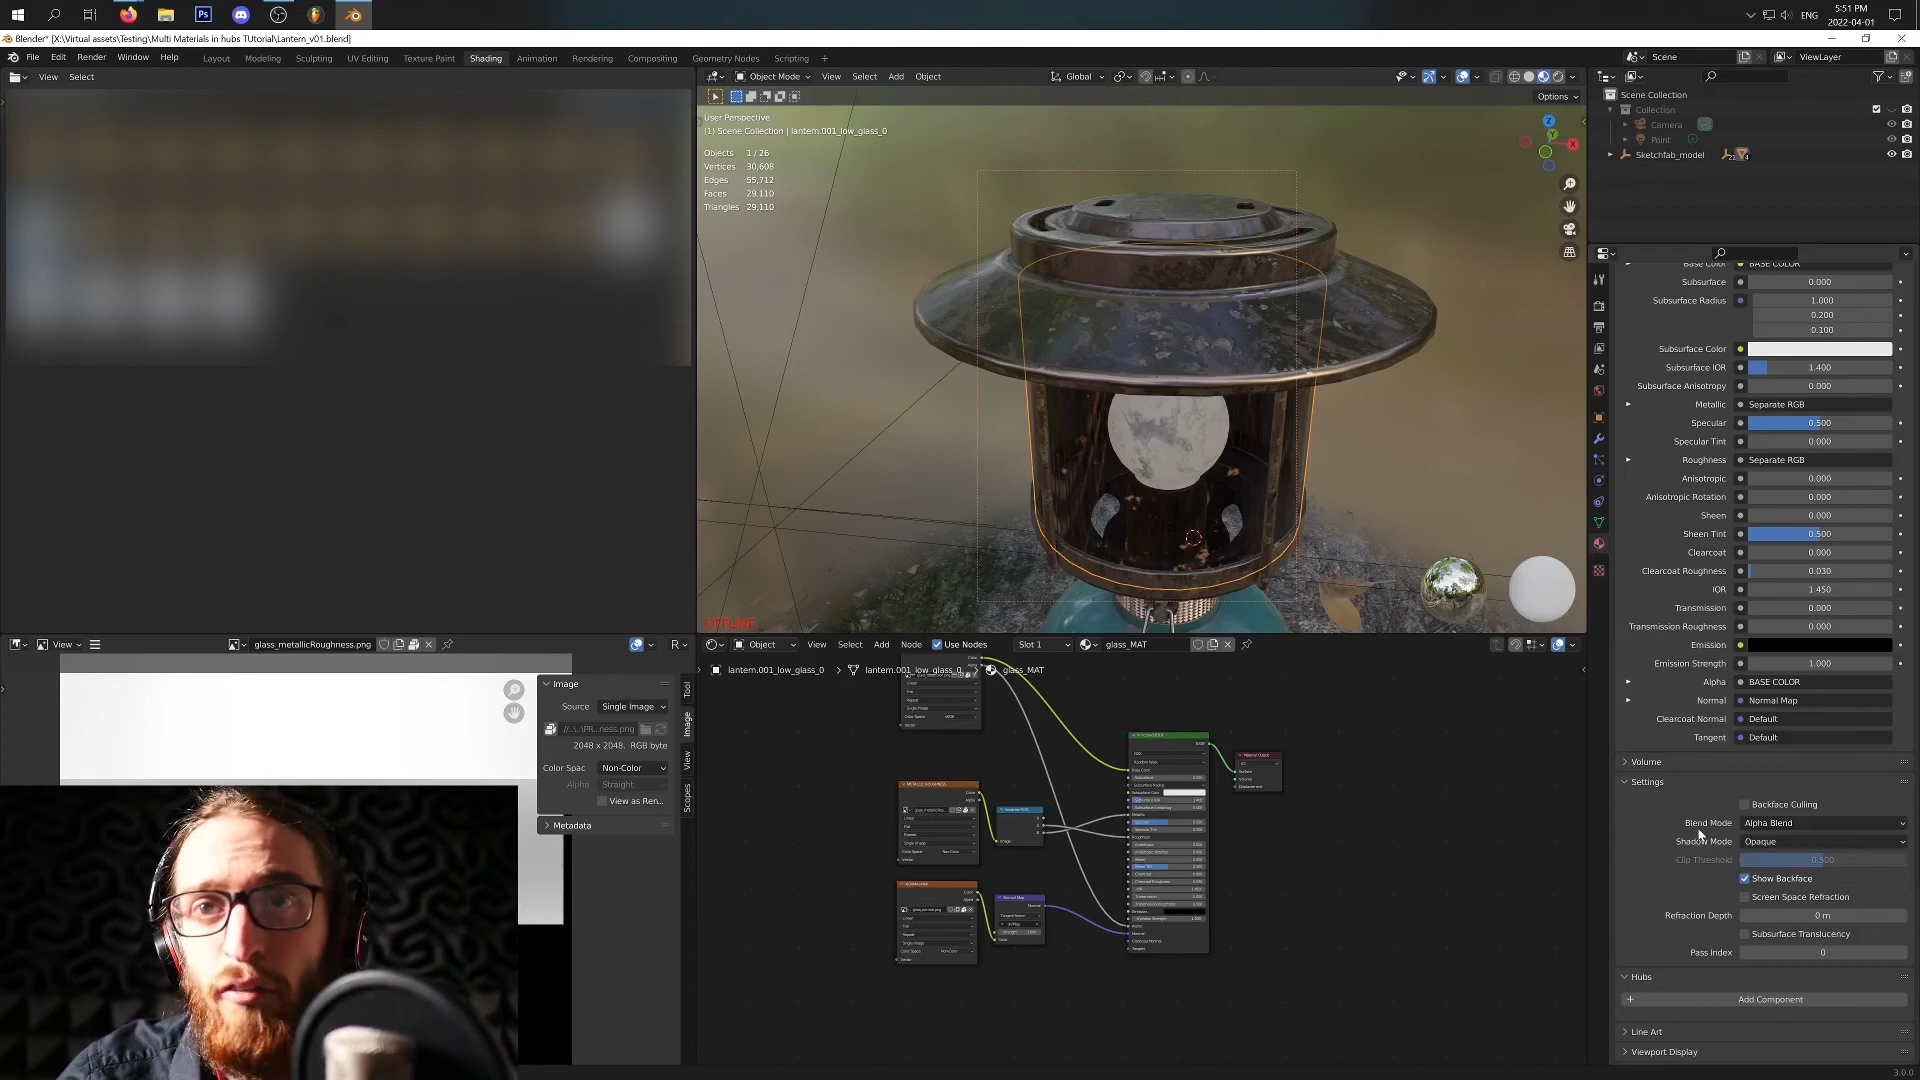 5:51 PM
ENG
2022-04-01
Blender* [X:\Virtual assets\Testing\Multi Materials in hubs TUtorial\Lantern_v01.blend]
File Edit Render Window Help
Layout Modeling Sculpting UV Editing Texture Paint Shading Animation Rendering Compositing Geometry Nodes Scripting +
Scene
ViewLayer
View Select
Object Mode View Select Add Object
Global
Options
User Perspective
(1) Scene Collection | lantern.001_low_glass_0
Objects 1 / 26
Vertices 30,608
Edges 55,712
Faces 29,110
Triangles 29,110
Z
Y
X
OFFLINE
Scene Collection
Collection
Camera
Point
Sketchfab_model
Base Color BASE COLOR
Subsurface 0.000
Subsurface Radius 1.000
0.200
0.100
Subsurface Color
Subsurface IOR 1.400
Subsurface Anisotropy 0.000
Metallic Separate RGB
Specular 0.500
Specular Tint 0.000
Roughness Separate RGB
Anisotropic 0.000
Anisotropic Rotation 0.000
Sheen 0.000
Sheen Tint 0.500
Clearcoat 0.000
Clearcoat Roughness 0.030
IOR 1.450
Transmission 0.000
Transmission Roughness 0.000
Emission
Emission Strength 1.000
Alpha BASE COLOR
Normal Normal Map
Clearcoat Normal Default
Tangent Default
Volume
Settings
Backface Culling
Blend Mode Alpha Blend
Shadow Mode Opaque
Clip Threshold 0.500
Show Backface
Screen Space Refraction
Refraction Depth 0 m
Subsurface Translucency
Pass Index 0
Hubs
+ Add Component
Line Art
Viewport Display
3.0.0
View
glass_metallicRoughness.png
R
Image
Source Single Image
//..\..\PR...ness.png
2048 x 2048, RGB byte
Color Spac Non-Color
Alpha Straight
View as Ren...
Metadata
Tool
Image
View
Scopes
Object View Select Add Node Use Nodes
Slot 1
glass_MAT
lantern.001_low_glass_0 lantern.001_low_glass_0 glass_MAT